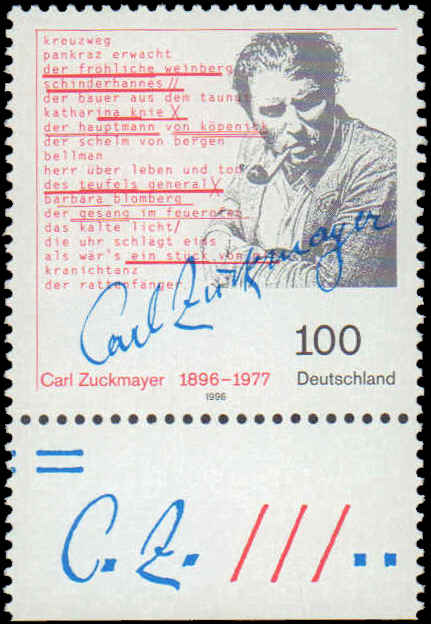 kreuzweg
pankraz erwacht
der fröhliche weinberg
schinderhannes //
der bauer aus dem taunus
katharina knie X
der hauptmann von köpenick
der schelm von bergen
bellman
herr über leben und tod
des teufels general X
barbara blomberg
der gesang im feuerofen
das kalte licht/
die uhr schlägt eins
als wär's ein stück von
kranichtanz
der rattenfänger
Carl Zuckmayer
100
Carl Zuckmayer 1896-1977 Deutschland
1996
=
C. Z. ///..